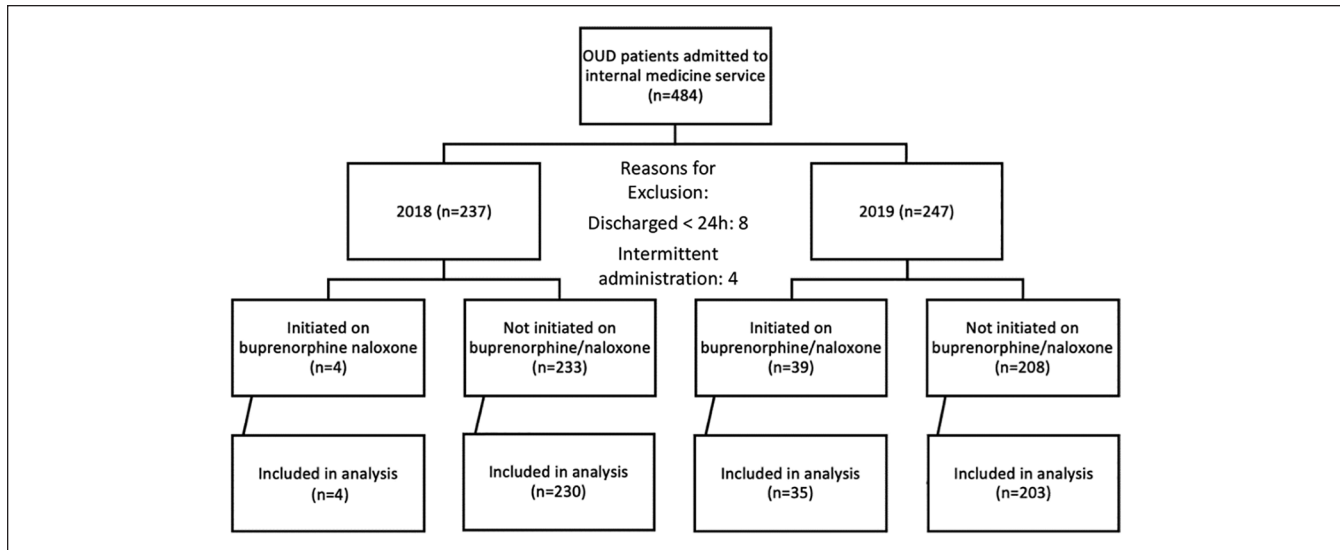 OUD patients admitted to
internal medicine service
(n=484)
2018 (n=237)
Reasons for
Exclusion:
Discharged < 24h: 8
Intermittent
administration: 4
2019 (n=247)
Initiated on
buprenorphine naloxone
(n=4)
Not initiated on
buprenorphine/naloxone
(n=233)
Initiated on
buprenorphine/naloxone
(n=39)
Not initiated on
buprenorphine/naloxone
(n=208)
Included in analysis
(n=4)
Included in analysis
(n=230)
Included in analysis
(n=35)
Included in analysis
(n=203)